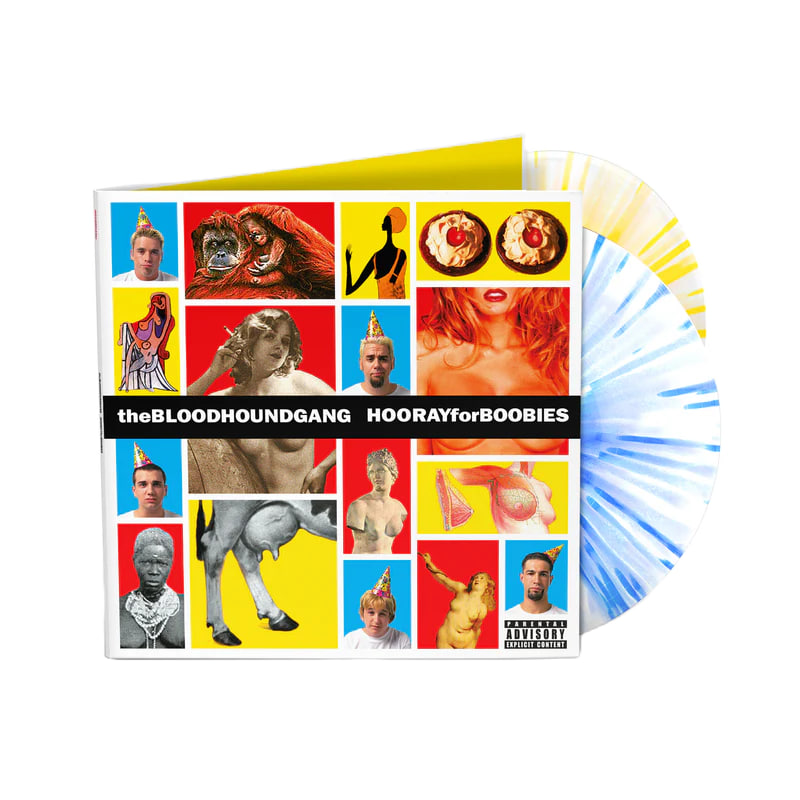 theBLOODHOUNDGANG HOORAYforBOOBIES
PARENTAL
ADVISORY
EXPLICIT CONTENT